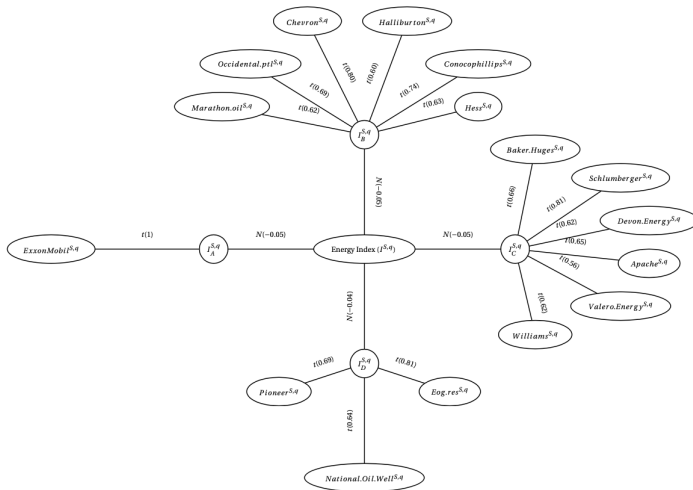 Chevron^{S,q}
Halliburton^{S,q}
Occidental.ptl^{S,q}
Conocophillips^{S,q}
t(0.80)
t(0.60)
t(0.69)
t(0.74)
Marathon.oil^{S,q}
t(0.62)
t(0.63)
Hess^{S,q}
I_B^{S,q}
Baker.Huges^{S,q}
Schlumberger^{S,q}
N(−0.05)
t(0.66)
t(0.81)
Devon.Energy^{S,q}
t(0.62)
ExxonMobil^{S,q}
t(1)
I_A^{S,q}
N(−0.05)
Energy Index (I^{S,q})
N(−0.05)
I_C^{S,q}
t(0.65)
Apache^{S,q}
t(0.56)
Valero.Energy^{S,q}
t(0.62)
Williams^{S,q}
N(−0.04)
t(0.69)
I_D^{S,q}
t(0.81)
Pioneer^{S,q}
Eog.res^{S,q}
t(0.64)
National.Oil.Well^{S,q}